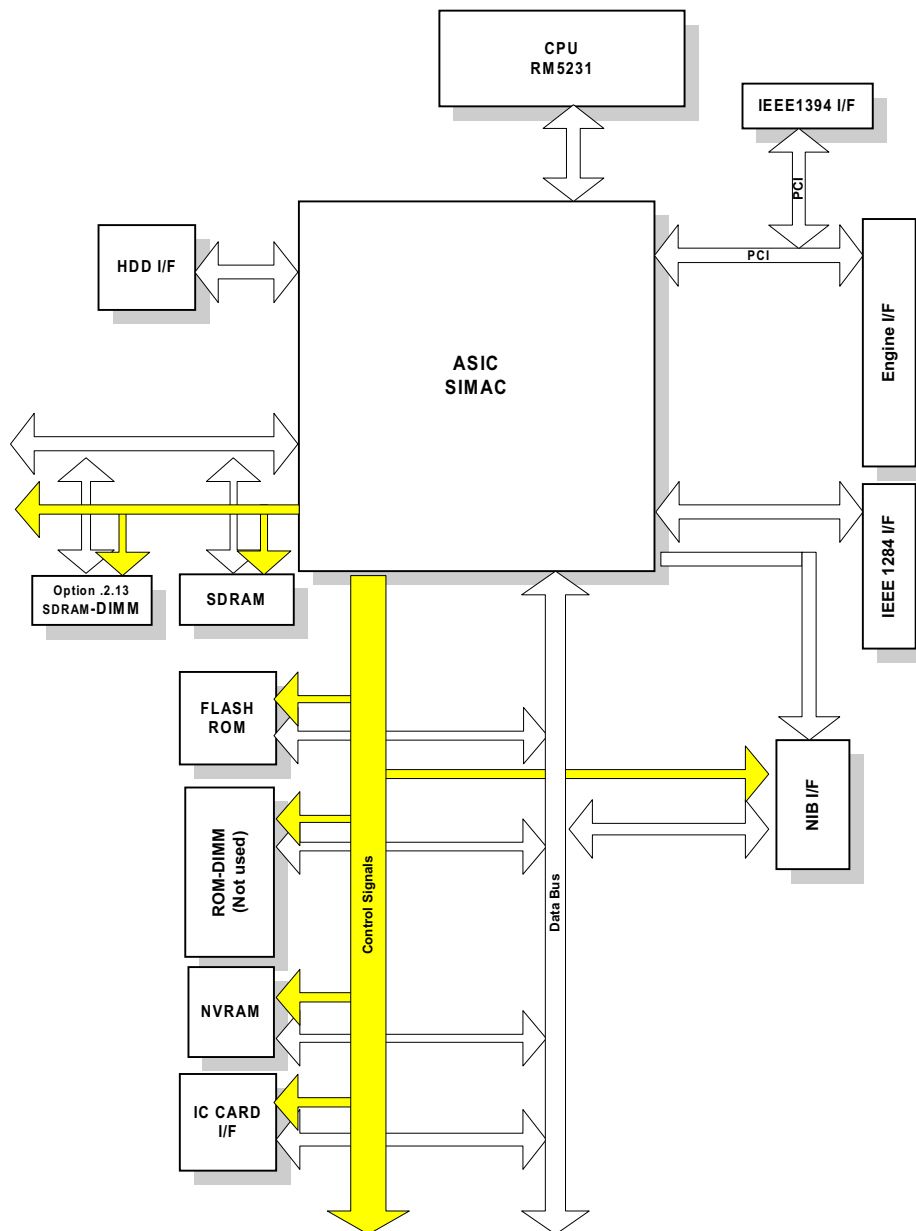 CPU
RM5231
IEEE1394 I/F
PCI
PCI
HDD I/F
Engine I/F
ASIC
SIMAC
IEEE 1284 I/F
Option .2.13
SDRAM-DIMM
SDRAM
FLASH
ROM
NIB I/F
ROM-DIMM
(Not used)
Control Signals
Data Bus
NVRAM
IC CARD
I/F